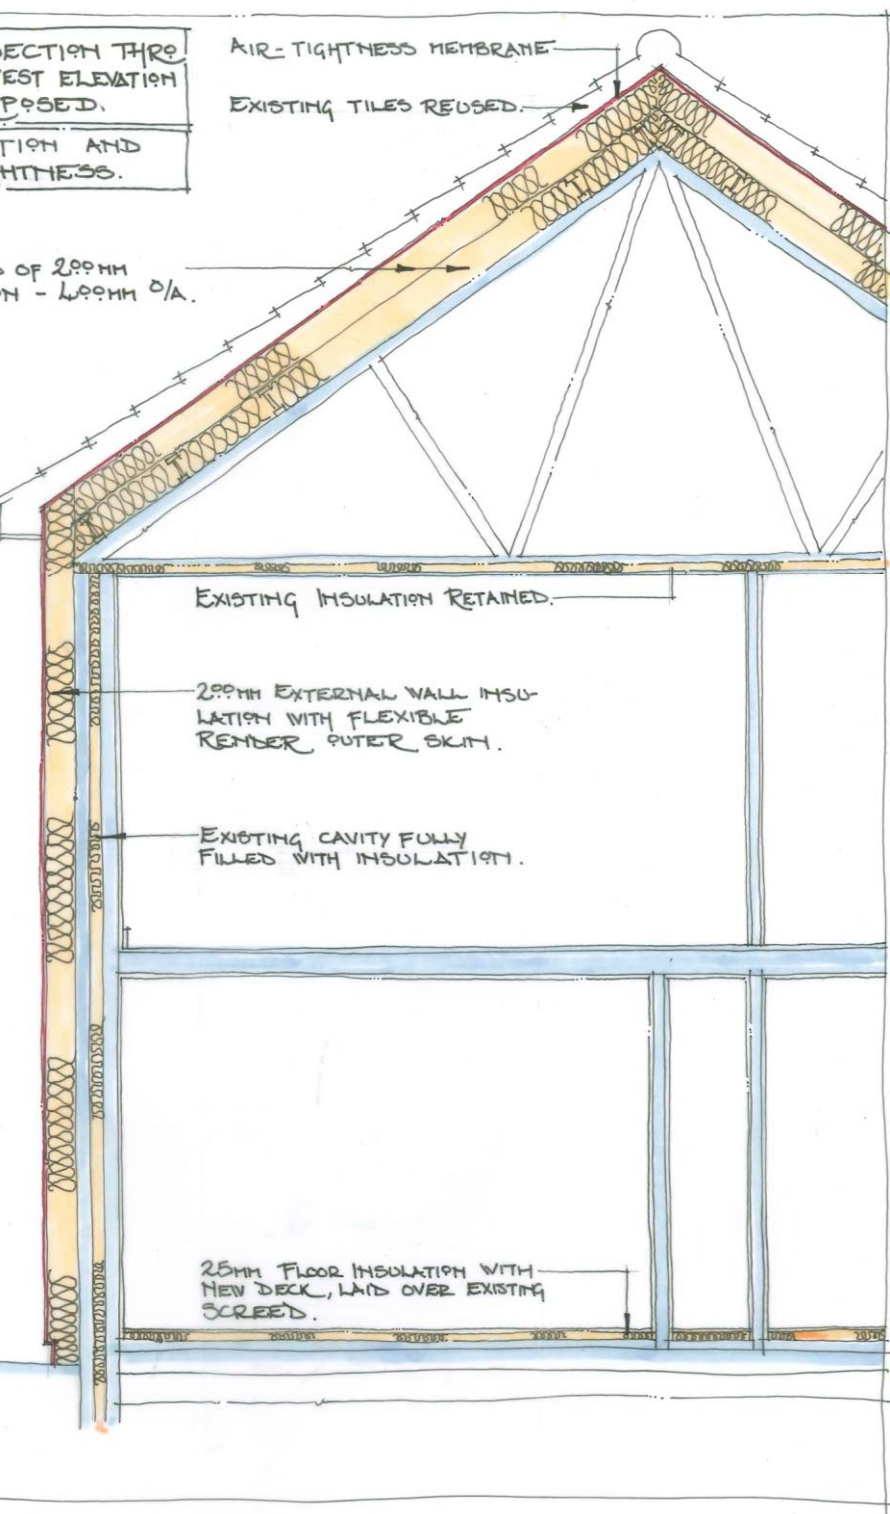 SECTION THRO
WEST ELEVATION
POSED.
TION AND
HTNESS.
AIR-TIGHTNESS MEMBRANE
EXISTING TILES REUSED.
OF 200MM
ON - 400MM O/A.
EXISTING INSULATION RETAINED.
200MM EXTERNAL WALL INSU-
LATION WITH FLEXIBLE
RENDER OUTER SKIN.
EXISTING CAVITY FULLY
FILLED WITH INSULATION.
25MM FLOOR INSULATION WITH
NEW DECK, LAID OVER EXISTING
SCREED.